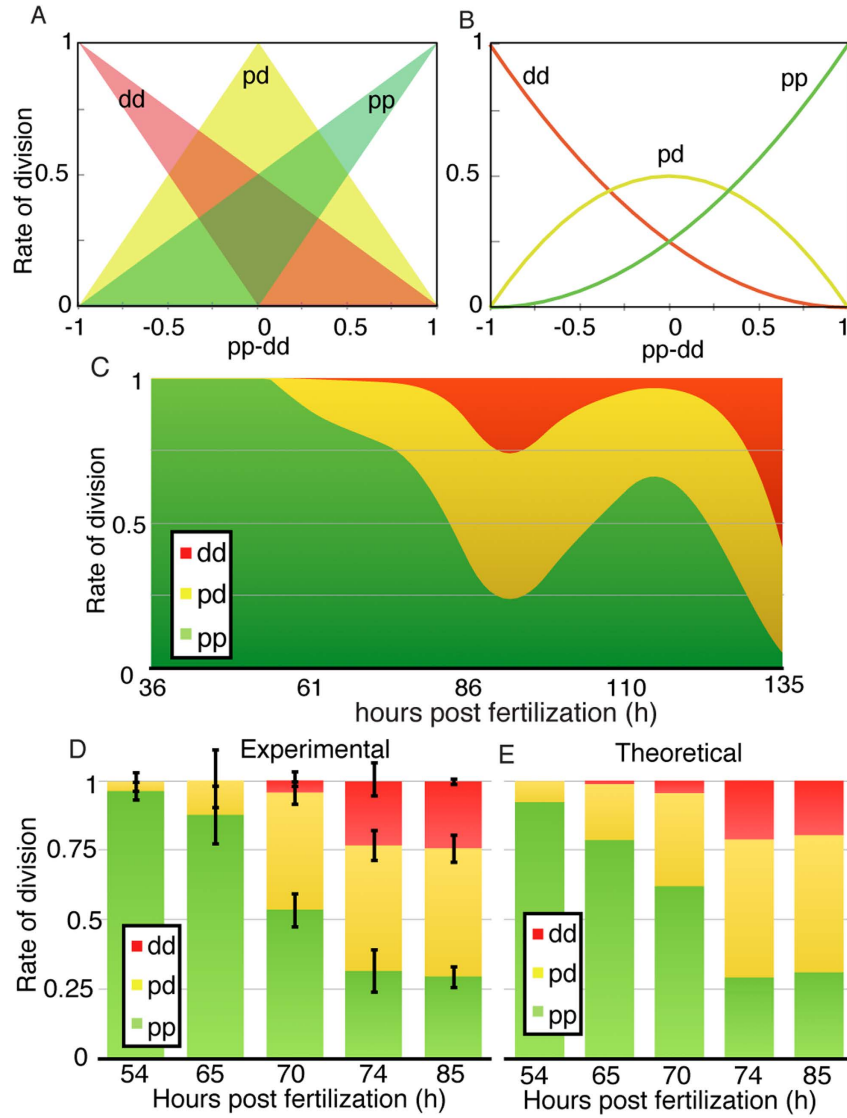 A
1
dd
pd
pp
0.5
0
-1
-0.5
0
0.5
1
Rate of division
pp-dd
B
1
dd
pd
pp
0.5
0
-1
-0.5
0
0.5
1
pp-dd
C
1
0.5
0
Rate of division
dd
pd
pp
36
61
86
110
135
hours post fertilization (h)
D
Experimental
1
0.75
0.5
0.25
0
Rate of division
dd
pd
pp
54
65
70
74
85
Hours post fertilization (h)
E
Theoretical
dd
pd
pp
54
65
70
74
85
Hours post fertilization (h)